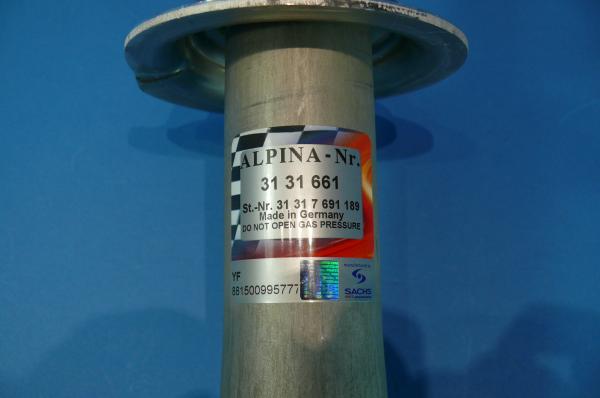 ALPINA-Nr.
31 31 661
St.-Nr. 31 31 7 691 189
Made in Germany
DO NOT OPEN GAS PRESSURE
YF
881500995777
SACHS